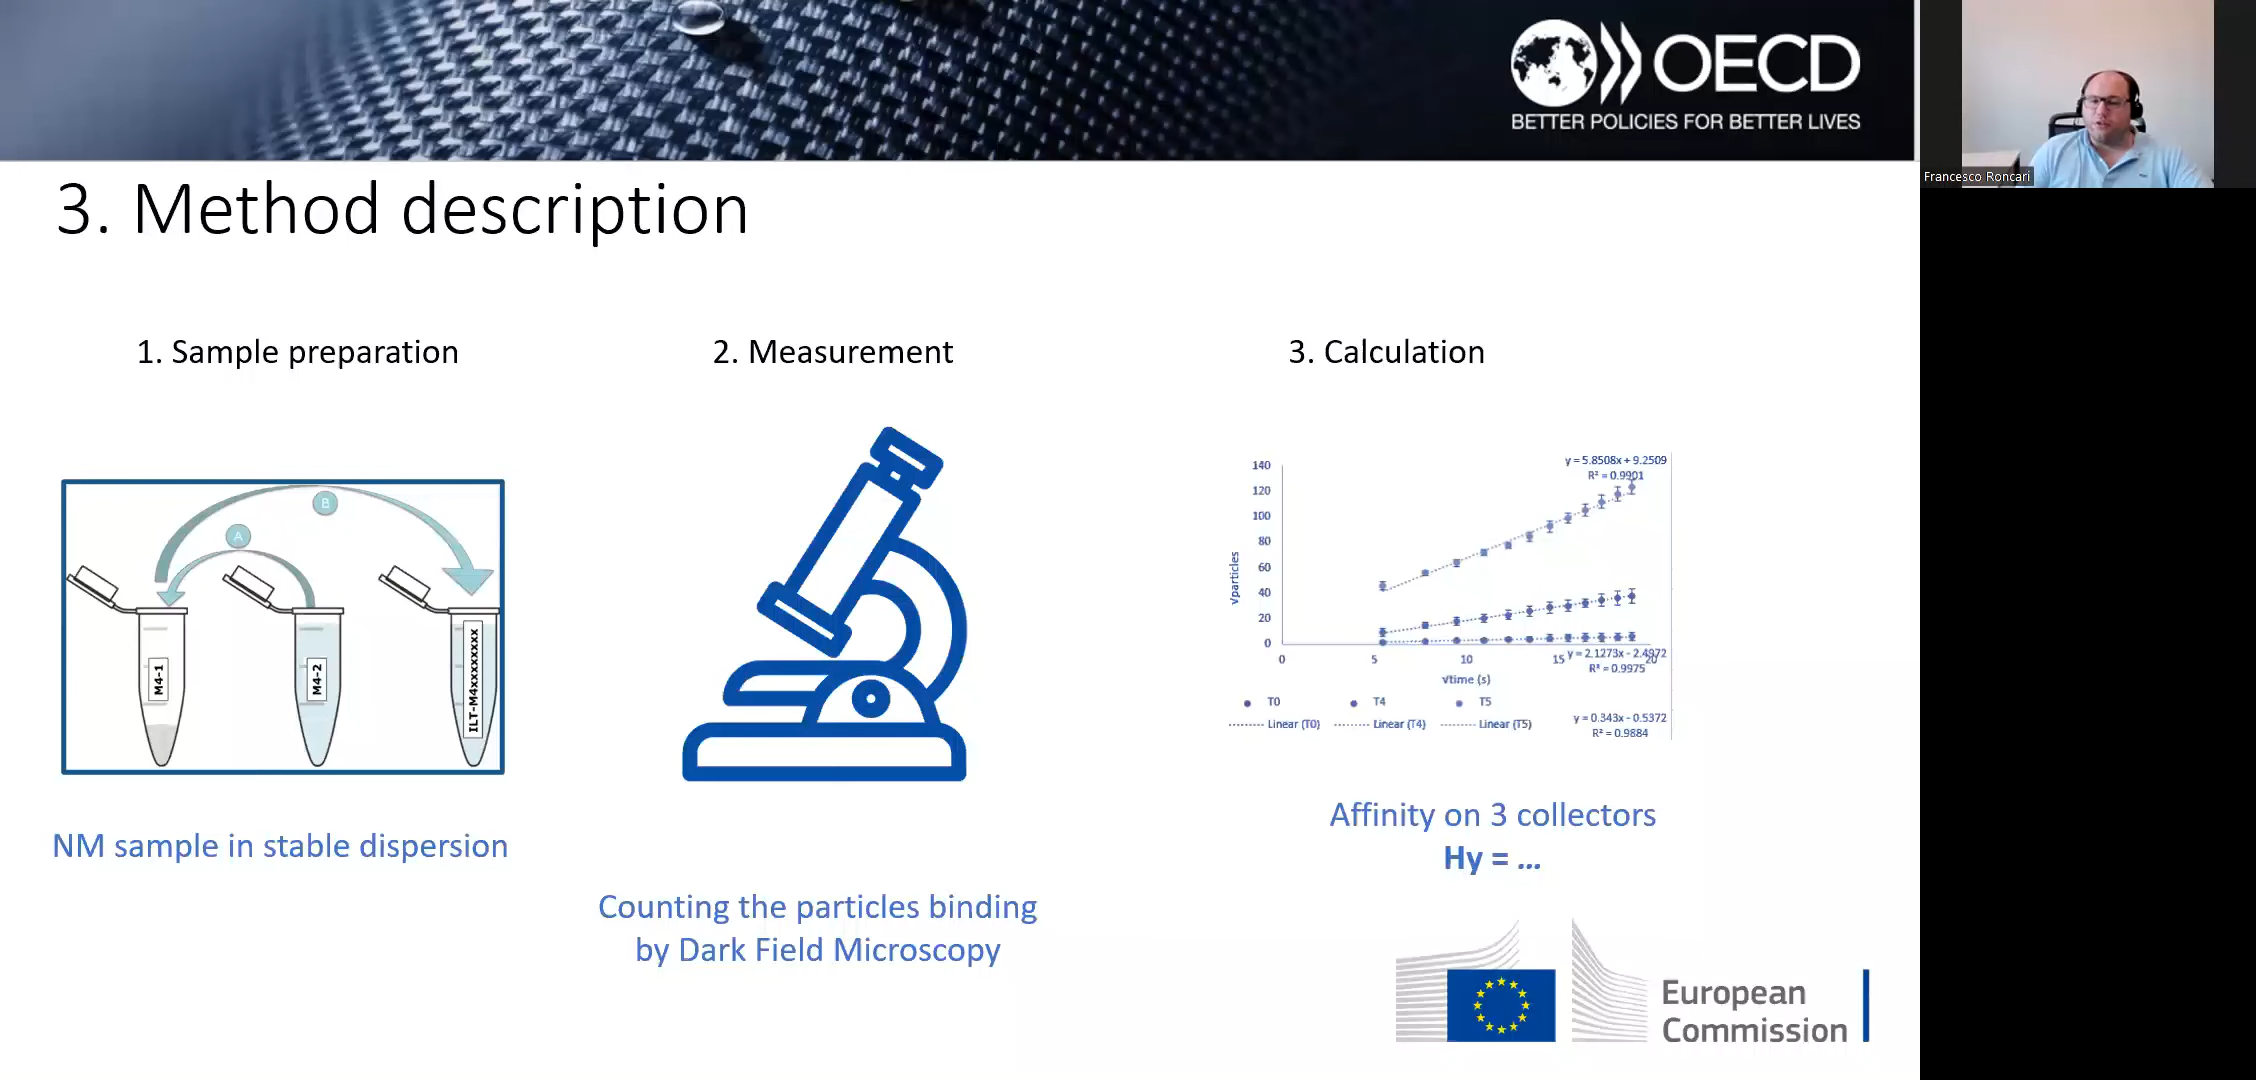 OECD
BETTER POLICIES FOR BETTER LIVES
Francesco Roncari
3. Method description
1. Sample preparation
2. Measurement
3. Calculation
B
A
M4-1
M4-2
ILT-M4xxxxxxxxx
NM sample in stable dispersion
Counting the particles binding
by Dark Field Microscopy
140
120
100
80
60
40
20
0
√particles
0
5
10
15
20
√time (s)
y = 5.8508x + 9.2509
R² = 0.9901
y = 2.1273x - 2.4972
R² = 0.9975
y = 0.343x - 0.5372
R² = 0.9884
T0
T4
T5
Linear (T0)
Linear (T4)
Linear (T5)
Affinity on 3 collectors
Hy = ...
European
Commission